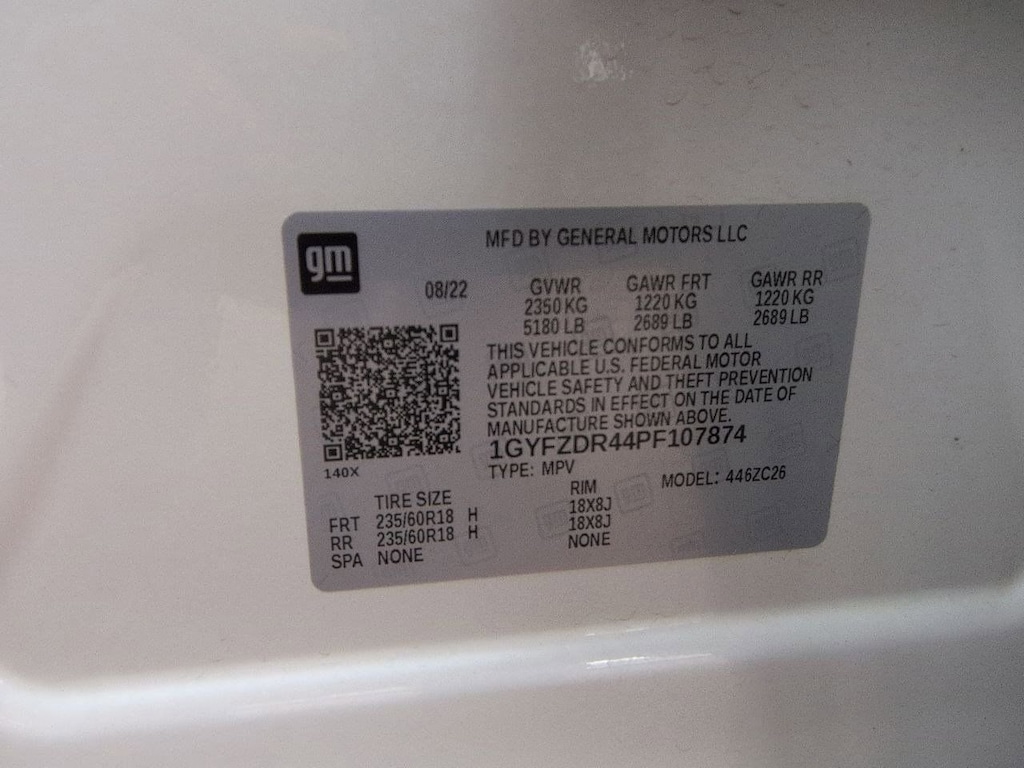 gm
MFD BY GENERAL MOTORS LLC
08/22 GVWR GAWR FRT GAWR RR
2350 KG 1220 KG 1220 KG
5180 LB 2689 LB 2689 LB
THIS VEHICLE CONFORMS TO ALL
APPLICABLE U.S. FEDERAL MOTOR
VEHICLE SAFETY AND THEFT PREVENTION
STANDARDS IN EFFECT ON THE DATE OF
MANUFACTURE SHOWN ABOVE.
1GYFZDR44PF107874
140X
TYPE: MPV MODEL: 446ZC26
TIRE SIZE RIM
FRT 235/60R18 H 18X8J
RR 235/60R18 H 18X8J
SPA NONE NONE